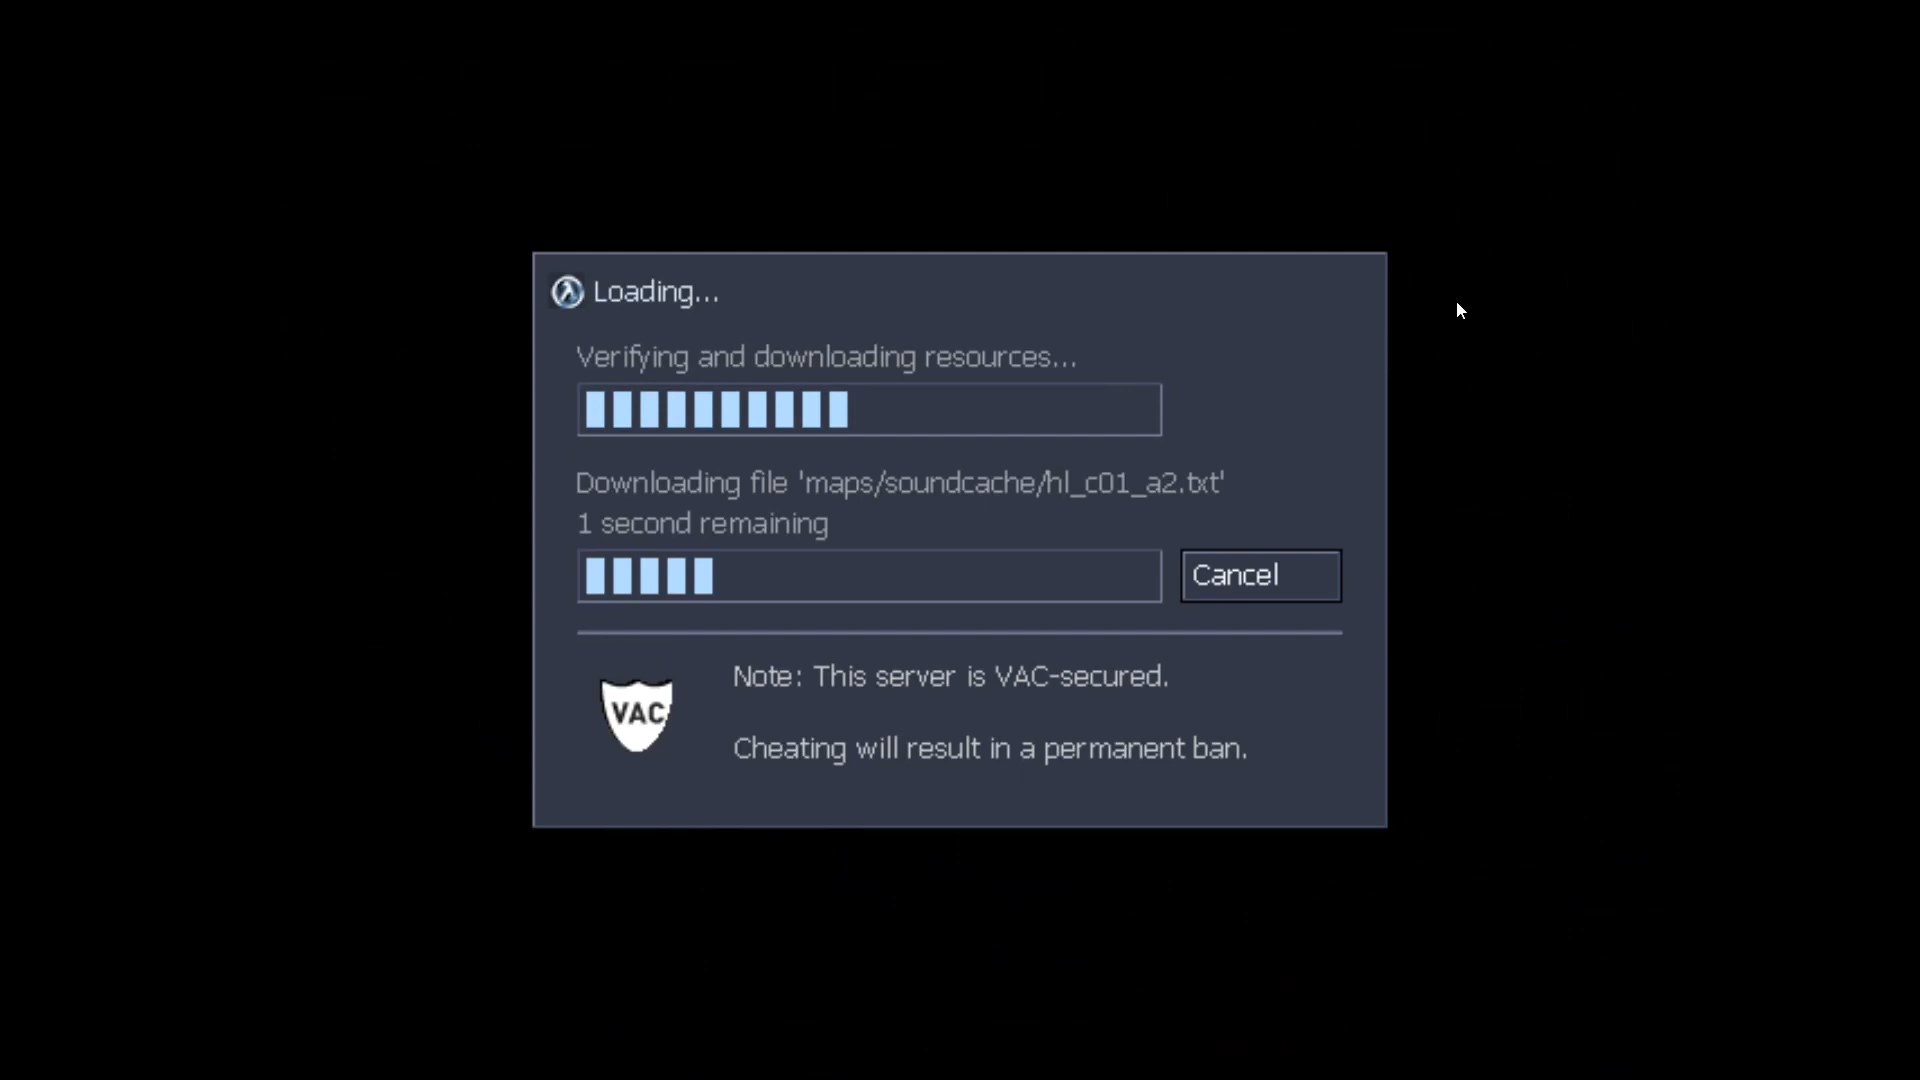 Loading...
Verifying and downloading resources...
Downloading file 'maps/soundcache/hl_c01_a2.txt'
1 second remaining
Cancel
Note: This server is VAC-secured.
VAC
Cheating will result in a permanent ban.